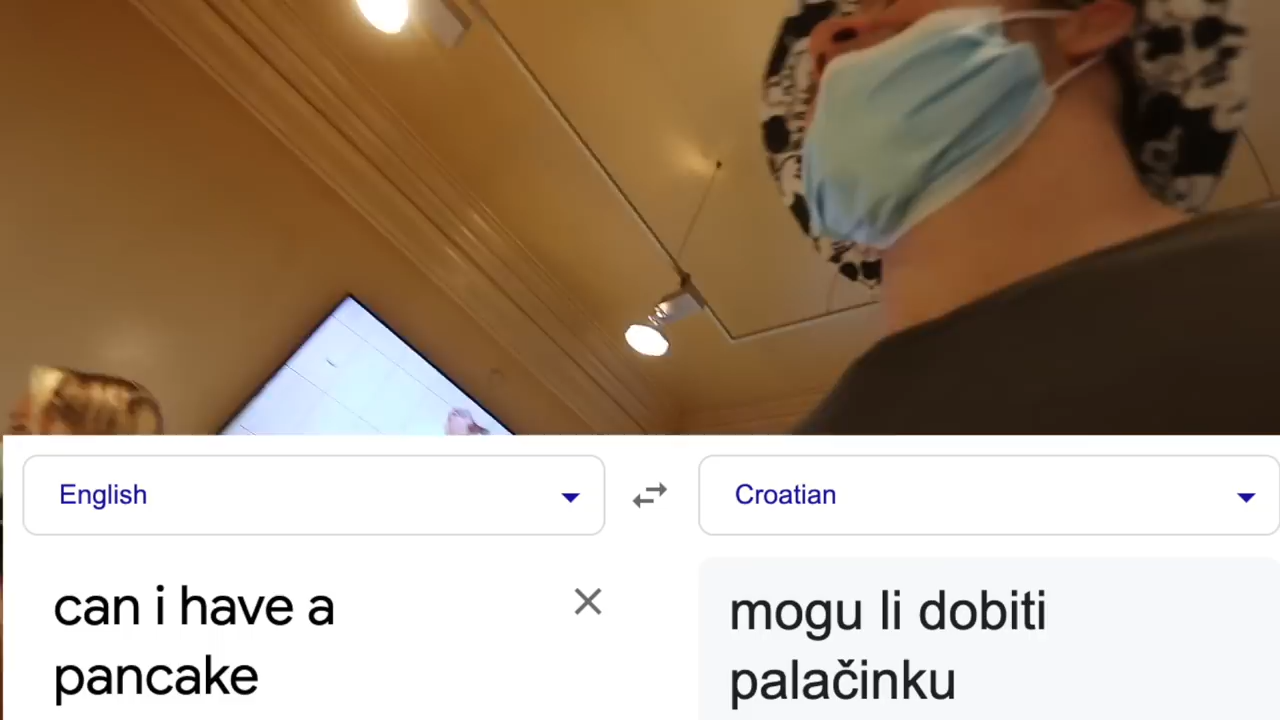 English
Croatian
can i have a
pancake
mogu li dobiti
palačinku